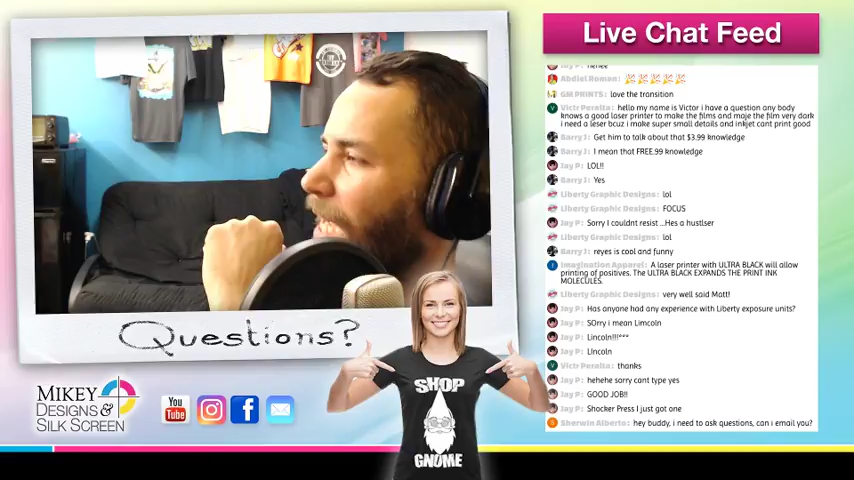 Live Chat Feed
Abdiel Roman:
GM PRINTS: love the transition
Victr Peralta: hello my name is Victor i have a question any body
knows a good laser printer to make the films and maje the film very dark
i need a leser bcuz i make super small details and inkjet cant print good
Barry J: Get him to talk about that $3.99 knowledge
Barry J: I mean that FREE.99 knowledge
Jay P: LOL!!
Barry J: Yes
Liberty Graphic Designs: lol
Liberty Graphic Designs: FOCUS
Jay P: Sorry I couldnt resist ...Hes a hustlser
Liberty Graphic Designs: lol
Barry J: reyes is cool and funny
Imagination Apparel: A laser printer with ULTRA BLACK will allow
printing of positives. The ULTRA BLACK EXPANDS THE PRINT INK
MOLECULES.
Liberty Graphic Designs: very well said Mott!
Jay P: Has anyone had any experience with Liberty exposure units?
Jay P: SOrry i mean Limcoln
Jay P: Lincoln!!!***
Jay P: LIncoln
Victr Peralta: thanks
Jay P: hehehe sorry cant type yes
Jay P: GOOD JOB!!
Jay P: Shocker Press I just got one
Sherwin Alberto: hey buddy, i need to ask questions, can i email you?
Questions?
MIKEY
DESIGNS &
SILK SCREEN
You
Tube
SHOP
GNOME